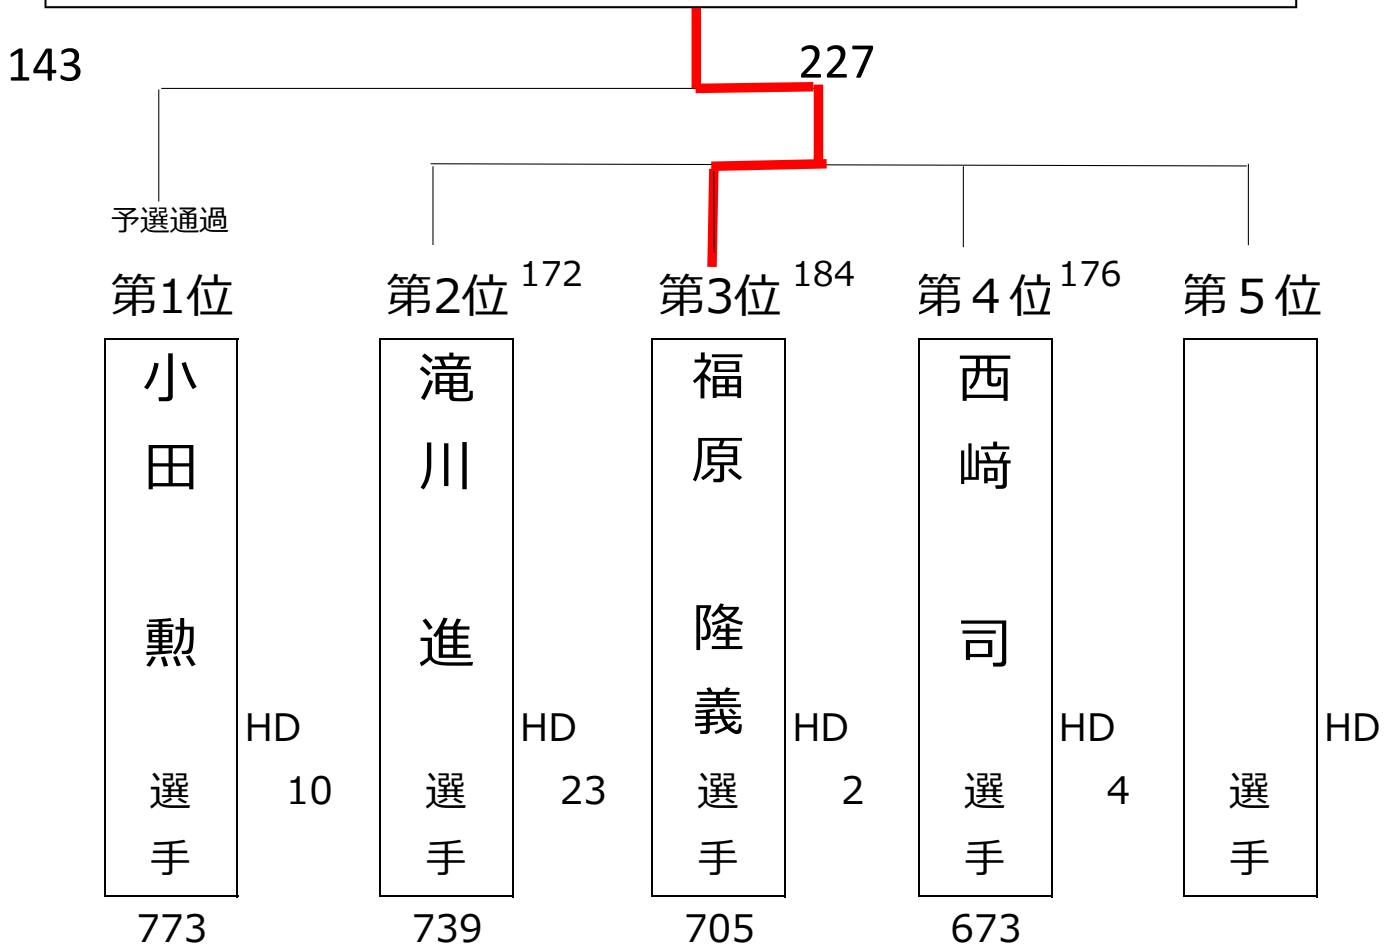 143
227
予選通過
第1位
第2位 172
第3位 184
第４位 176
第５位
小田 勲 選手
HD
10
滝川 進 選手
HD
23
福原 隆義 選手
HD
2
西﨑 司 選手
HD
4
選手
HD
773
739
705
673